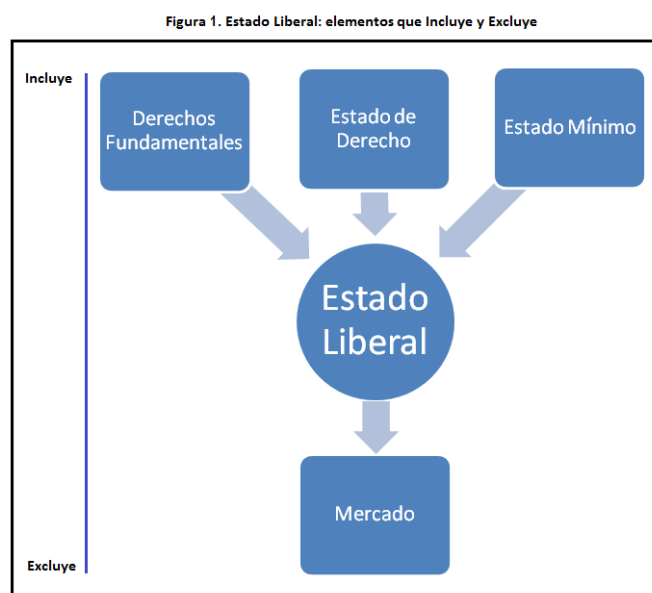 Figura 1. Estado Liberal: elementos que Incluye y Excluye
Incluye
Derechos
Fundamentales
Estado de
Derecho
Estado Mínimo
Estado
Liberal
Mercado
Excluye